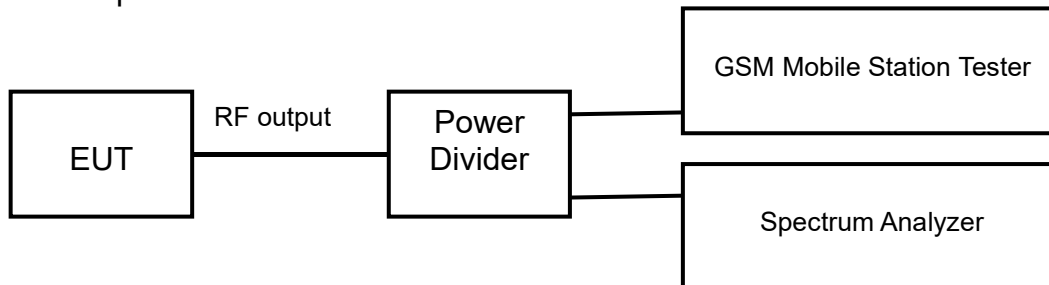 GSM Mobile Station Tester
RF output
EUT
Power
Divider
Spectrum Analyzer